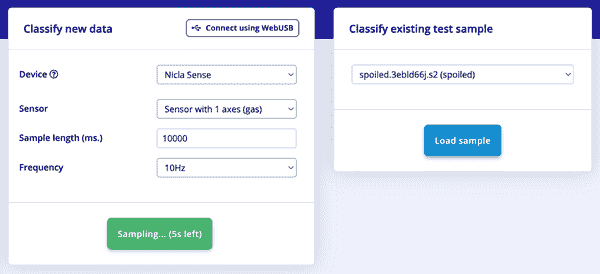 Classify new data
Connect using WebUSB
Device
Nicla Sense
Sensor
Sensor with 1 axes (gas)
Sample length (ms.)
10000
Frequency
10Hz
Sampling... (5s left)
Classify existing test sample
spoiled.3ebld66j.s2 (spoiled)
Load sample